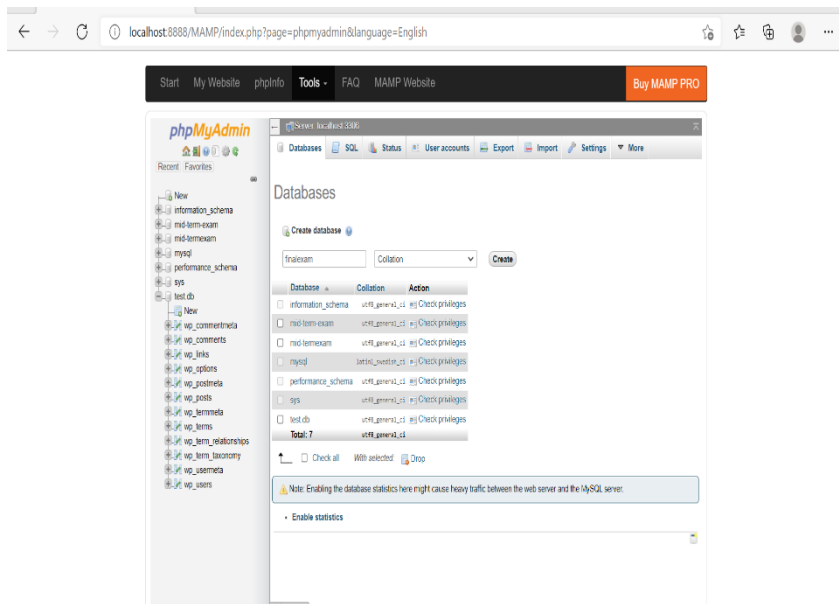 localhost:8888/MAMP/index.php?page=phpmyadmin&language=English
Start My Website phpInfo Tools FAQ MAMP Website Buy MAMP PRO
phpMyAdmin
Recent Favorites
New
information_schema
mid-term-exam
mid-termexam
mysql
performance_schema
sys
test.db
New
wp_commentmeta
wp_comments
wp_links
wp_options
wp_postmeta
wp_posts
wp_termmeta
wp_terms
wp_term_relationships
wp_term_taxonomy
wp_usermeta
wp_users
Server: localhost:3306
Databases SQL Status User accounts Export Import Settings More
Databases
Create database
finalexam Collation Create
Database Collation Action
information_schema utf8_general_ci Check privileges
mid-term-exam utf8_general_ci Check privileges
mid-termexam utf8_general_ci Check privileges
mysql latin1_swedish_ci Check privileges
performance_schema utf8_general_ci Check privileges
sys utf8_general_ci Check privileges
test.db utf8_general_ci Check privileges
Total: 7 utf8_general_ci
Check all With selected: Drop
Note: Enabling the database statistics here might cause heavy traffic between the web server and the MySQL server.
Enable statistics